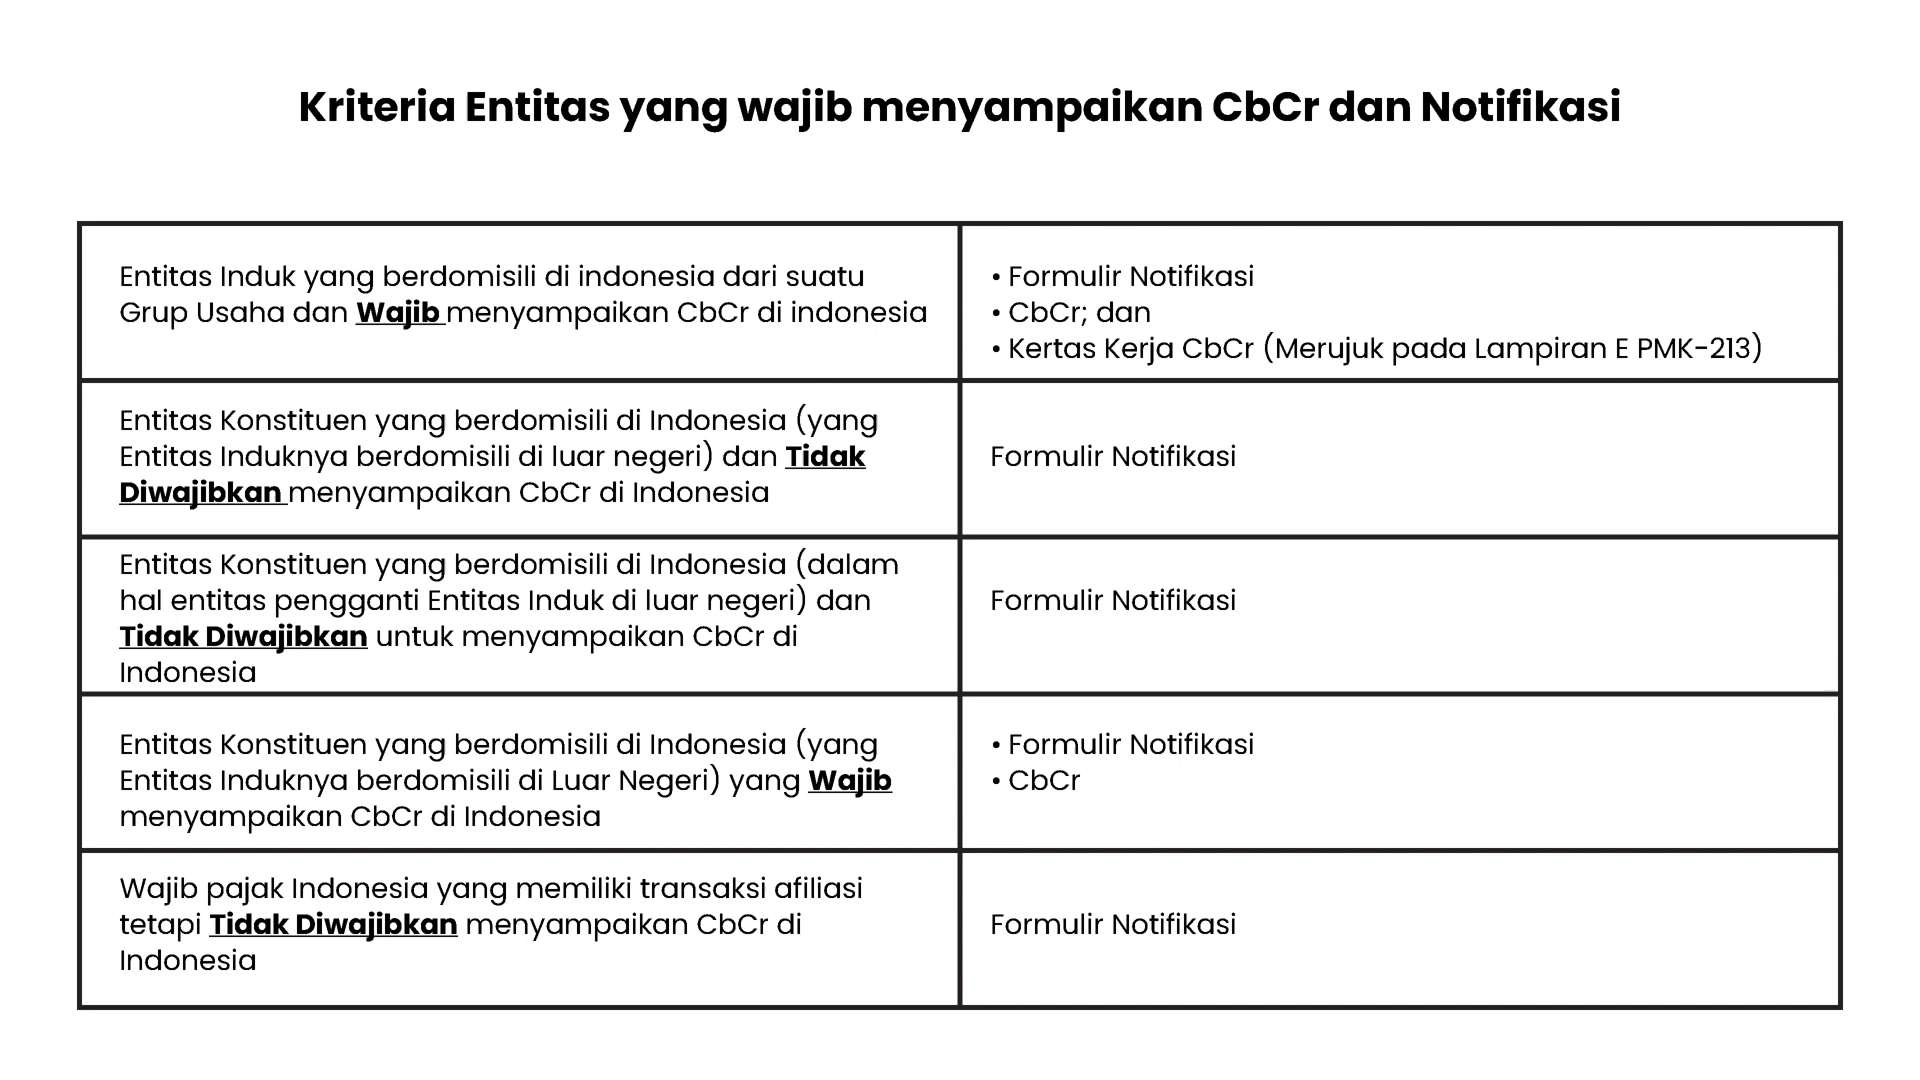 Kriteria Entitas yang wajib menyampaikan CbCr dan Notifikasi
Entitas Induk yang berdomisili di indonesia dari suatu
Grup Usaha dan Wajib menyampaikan CbCr di indonesia
• Formulir Notifikasi
• CbCr; dan
• Kertas Kerja CbCr (Merujuk pada Lampiran E PMK-213)
Entitas Konstituen yang berdomisili di Indonesia (yang
Entitas Induknya berdomisili di luar negeri) dan Tidak
Diwajibkan menyampaikan CbCr di Indonesia
Formulir Notifikasi
Entitas Konstituen yang berdomisili di Indonesia (dalam
hal entitas pengganti Entitas Induk di luar negeri) dan
Tidak Diwajibkan untuk menyampaikan CbCr di
Indonesia
Formulir Notifikasi
Entitas Konstituen yang berdomisili di Indonesia (yang
Entitas Induknya berdomisili di Luar Negeri) yang Wajib
menyampaikan CbCr di Indonesia
• Formulir Notifikasi
• CbCr
Wajib pajak Indonesia yang memiliki transaksi afiliasi
tetapi Tidak Diwajibkan menyampaikan CbCr di
Indonesia
Formulir Notifikasi